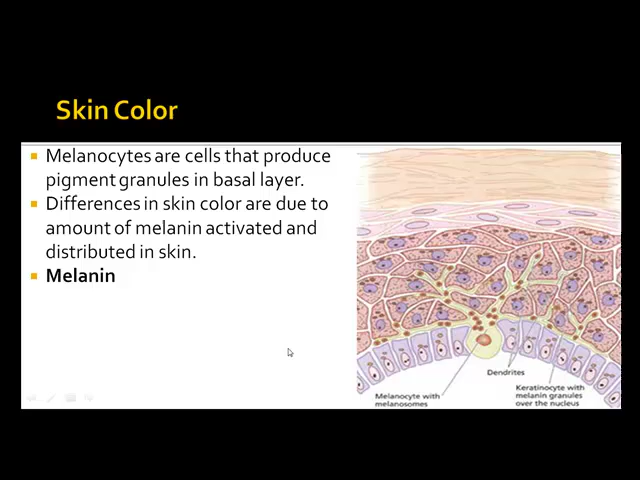 Skin Color
Melanocytes are cells that produce
pigment granules in basal layer.
Differences in skin color are due to
amount of melanin activated and
distributed in skin.
Melanin
Dendrites
Melanocyte with
melanosomes
Keratinocyte with
melanin granules
over the nucleus